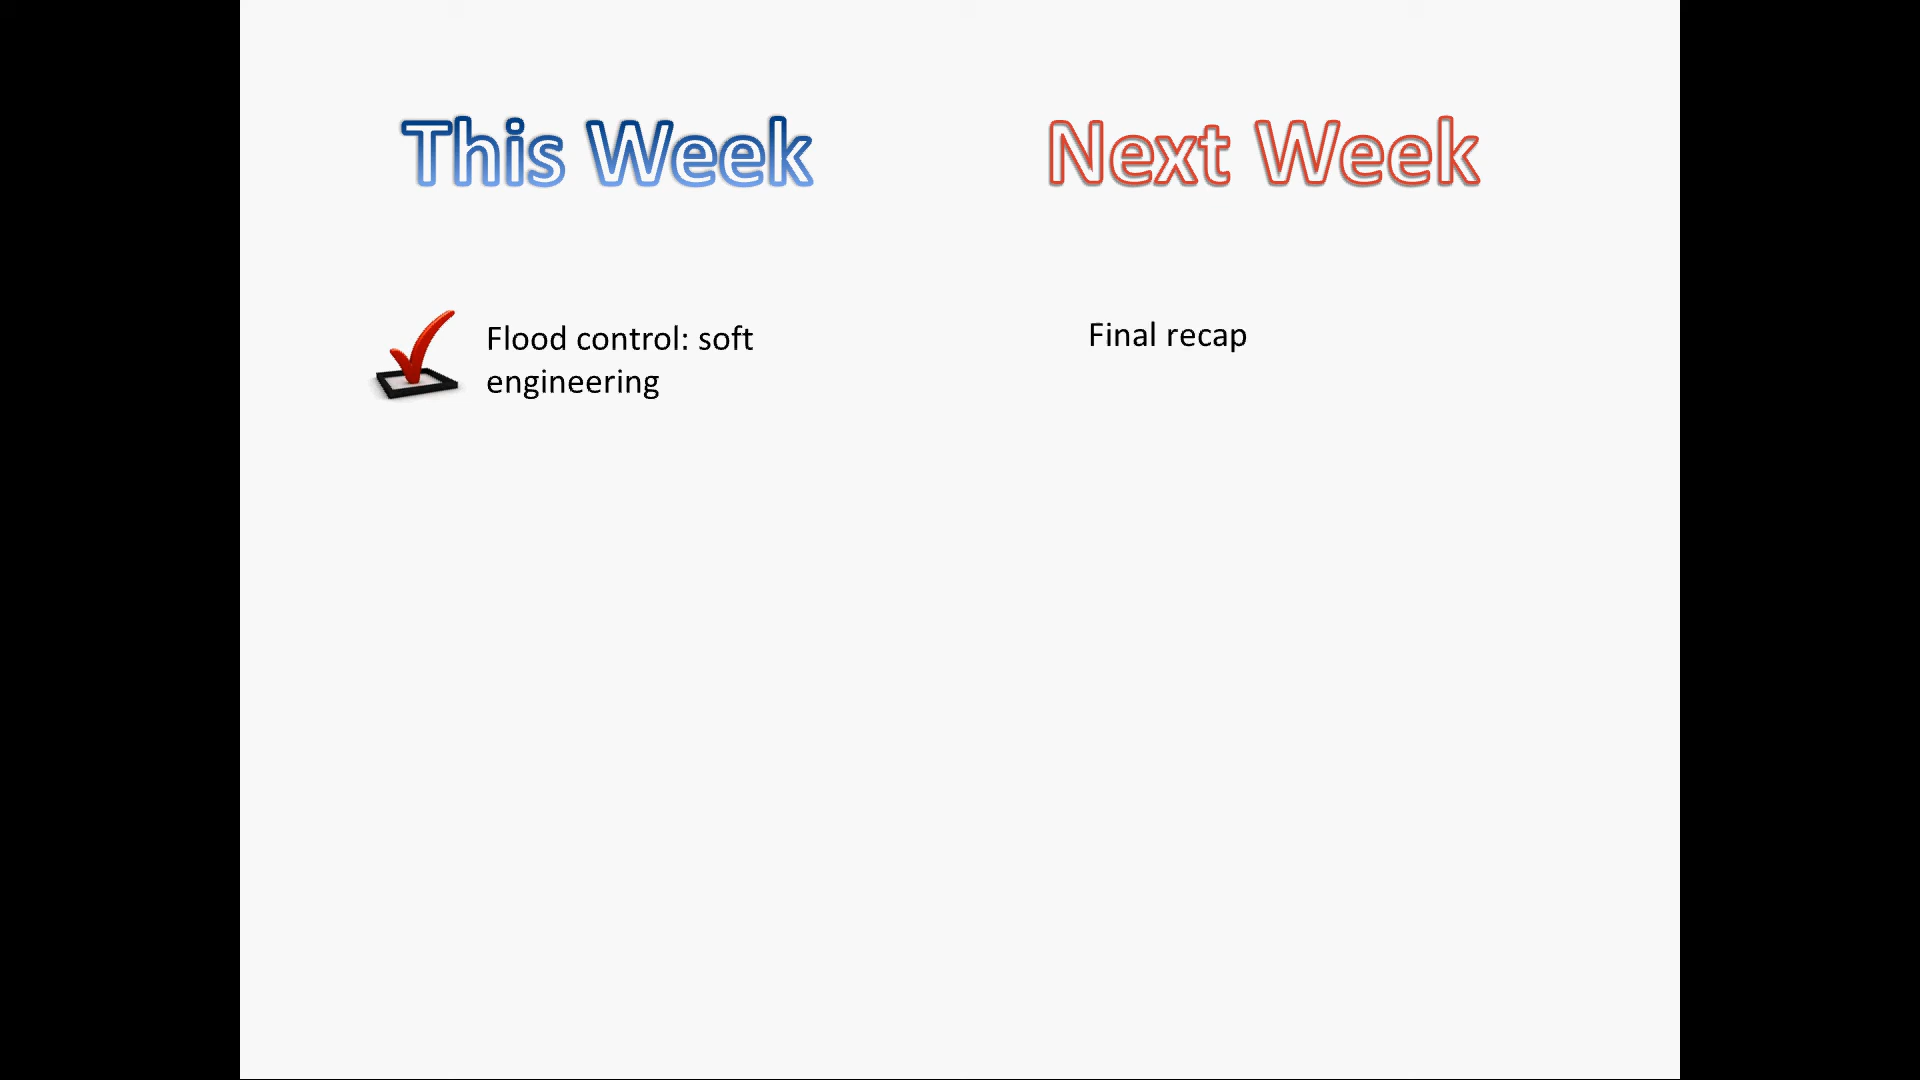 This Week
Flood control: soft
engineering
Next Week
Final recap